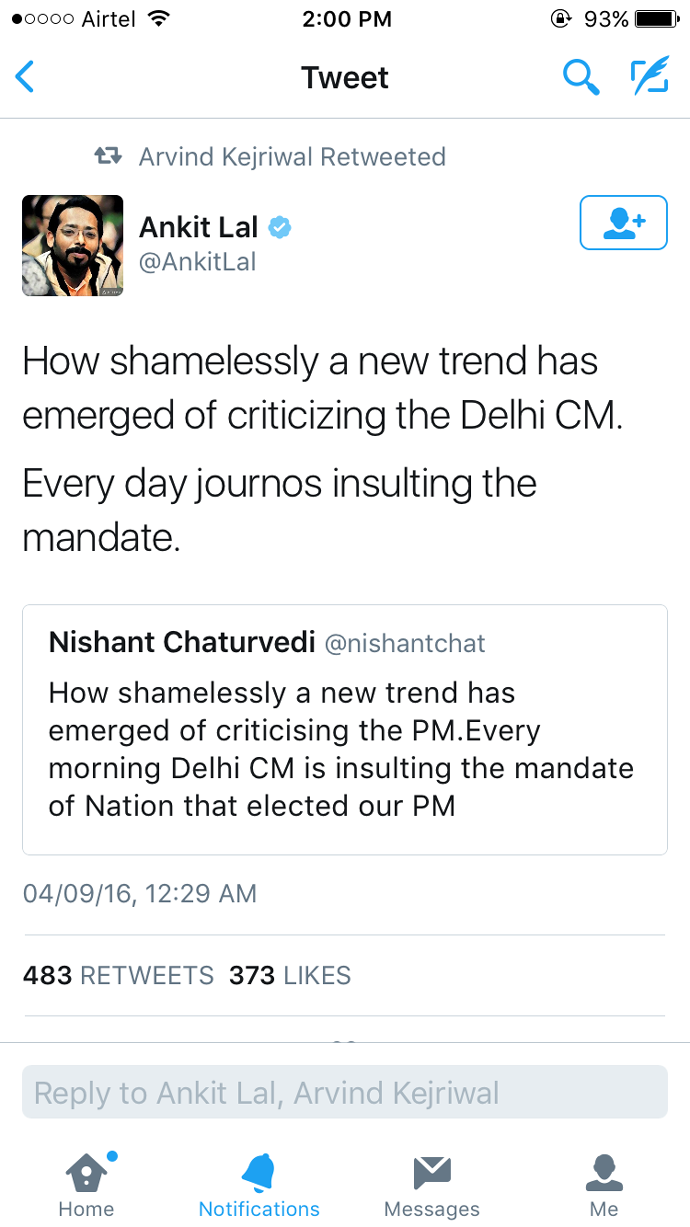 Airtel 2:00 PM 93%
Tweet
Arvind Kejriwal Retweeted
Ankit Lal
@AnkitLal
How shamelessly a new trend has
emerged of criticizing the Delhi CM.
Every day journos insulting the
mandate.
Nishant Chaturvedi @nishantchat
How shamelessly a new trend has
emerged of criticising the PM.Every
morning Delhi CM is insulting the mandate
of Nation that elected our PM
04/09/16, 12:29 AM
483 RETWEETS 373 LIKES
Reply to Ankit Lal, Arvind Kejriwal
Home Notifications Messages Me